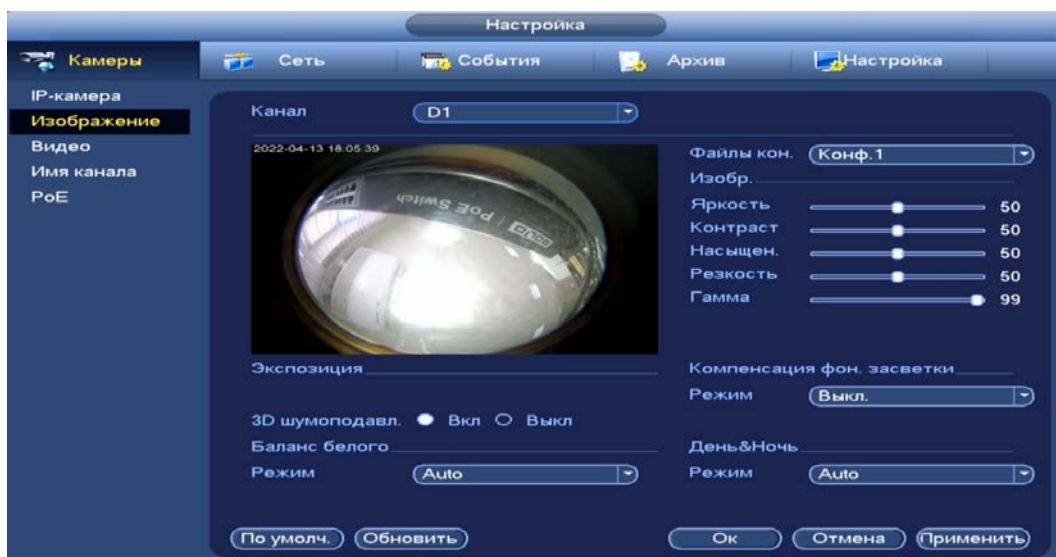 Настройка
Камеры Сеть События Архив Настройка
IP-камера
Изображение
Видео
Имя канала
PoE
Канал D1
2022-04-13 18:05:39
PoE Switch
Файлы кон. Конф.1
Изобр.
Яркость 50
Контраст 50
Насыщен. 50
Резкость 50
Гамма 99
Экспозиция
Компенсация фон. засветки
Режим Выкл.
3D шумоподавл. Вкл Выкл
Баланс белого
День&Ночь
Режим Auto
Режим Auto
По умолч. Обновить Ок Отмена Применить